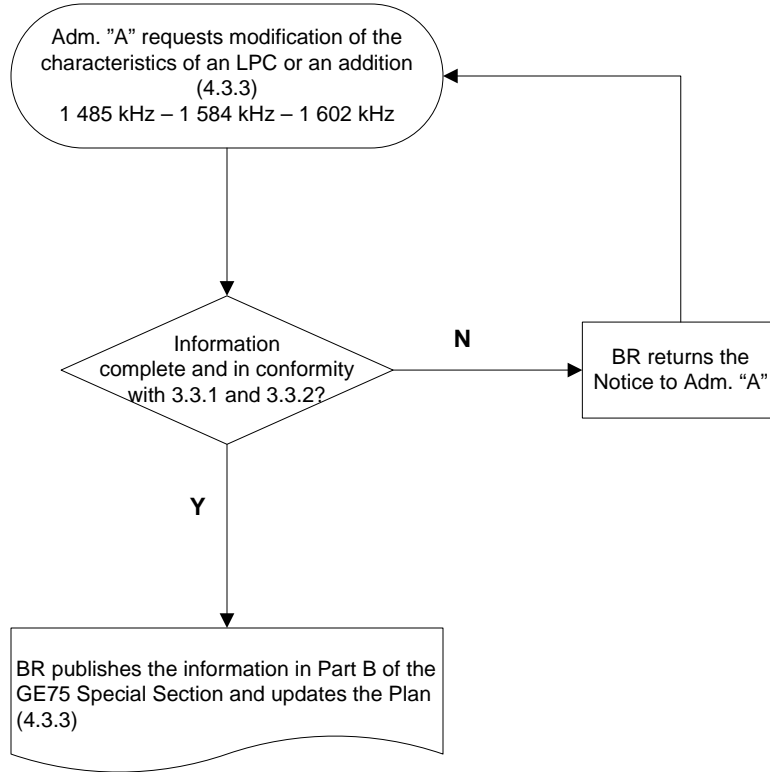 Adm. "A" requests modification of the
characteristics of an LPC or an addition
(4.3.3)
1 485 kHz – 1 584 kHz – 1 602 kHz
Information
complete and in conformity
with 3.3.1 and 3.3.2?
N
BR returns the
Notice to Adm. "A"
Y
BR publishes the information in Part B of the
GE75 Special Section and updates the Plan
(4.3.3)